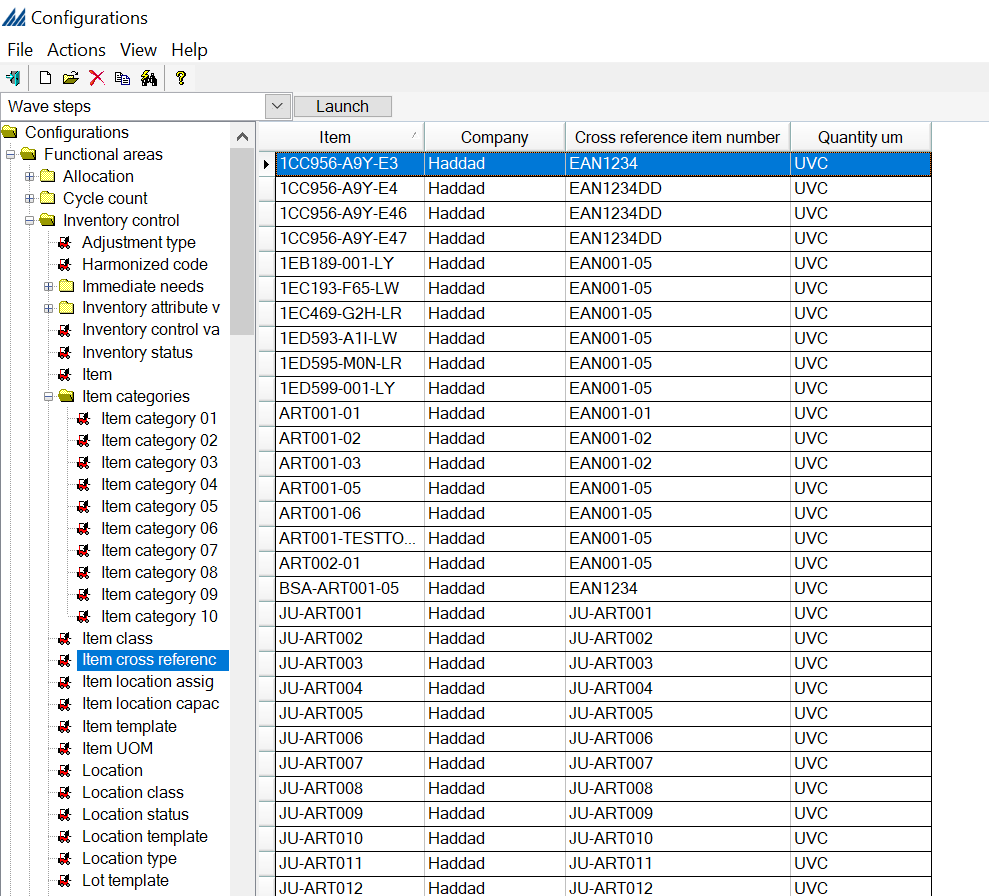 Configurations
File Actions View Help
Wave steps Launch
Configurations
Functional areas
Allocation
Cycle count
Inventory control
Adjustment type
Harmonized code
Immediate needs
Inventory attribute v
Inventory control va
Inventory status
Item
Item categories
Item category 01
Item category 02
Item category 03
Item category 04
Item category 05
Item category 06
Item category 07
Item category 08
Item category 09
Item category 10
Item class
Item cross referenc
Item location assig
Item location capac
Item template
Item UOM
Location
Location class
Location status
Location template
Location type
Lot template
Item Company Cross reference item number Quantity um
1CC956-A9Y-E3 Haddad EAN1234 UVC
1CC956-A9Y-E4 Haddad EAN1234DD UVC
1CC956-A9Y-E46 Haddad EAN1234DD UVC
1CC956-A9Y-E47 Haddad EAN1234DD UVC
1EB189-001-LY Haddad EAN001-05 UVC
1EC193-F65-LW Haddad EAN001-05 UVC
1EC469-G2H-LR Haddad EAN001-05 UVC
1ED593-A1I-LW Haddad EAN001-05 UVC
1ED595-M0N-LR Haddad EAN001-05 UVC
1ED599-001-LY Haddad EAN001-05 UVC
ART001-01 Haddad EAN001-01 UVC
ART001-02 Haddad EAN001-02 UVC
ART001-03 Haddad EAN001-02 UVC
ART001-05 Haddad EAN001-05 UVC
ART001-06 Haddad EAN001-05 UVC
ART001-TESTTO... Haddad EAN001-05 UVC
ART002-01 Haddad EAN001-05 UVC
BSA-ART001-05 Haddad EAN1234 UVC
JU-ART001 Haddad JU-ART001 UVC
JU-ART002 Haddad JU-ART002 UVC
JU-ART003 Haddad JU-ART003 UVC
JU-ART004 Haddad JU-ART004 UVC
JU-ART005 Haddad JU-ART005 UVC
JU-ART006 Haddad JU-ART006 UVC
JU-ART007 Haddad JU-ART007 UVC
JU-ART008 Haddad JU-ART008 UVC
JU-ART009 Haddad JU-ART009 UVC
JU-ART010 Haddad JU-ART010 UVC
JU-ART011 Haddad JU-ART011 UVC
JU-ART012 Haddad JU-ART012 UVC